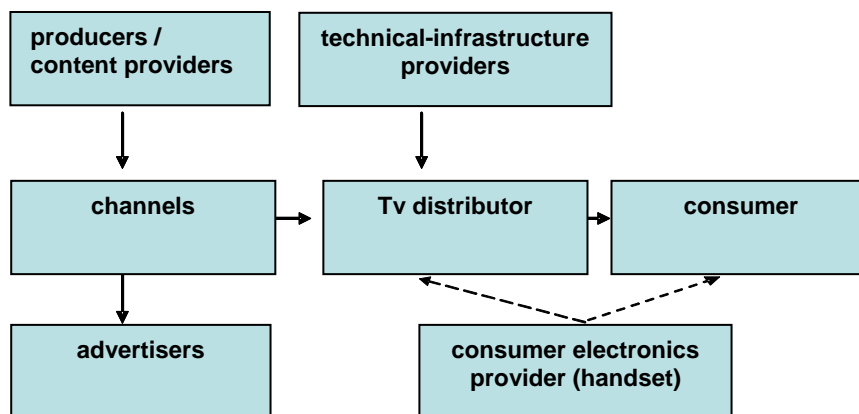 producers /
content providers
technical-infrastructure
providers
channels
Tv distributor
consumer
advertisers
consumer electronics
provider (handset)